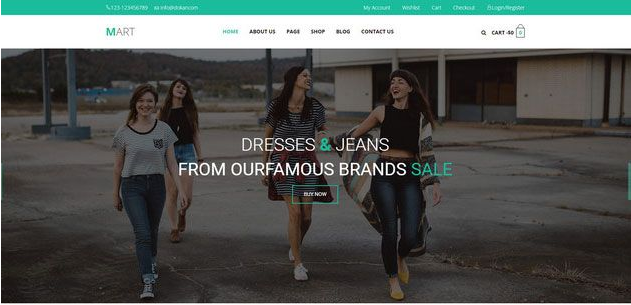 123-123456789 info@dokan.com My Account Wishlist Cart Checkout Login/Register
MART HOME ABOUT US PAGE SHOP BLOG CONTACT US CART -$0 0
DRESSES & JEANS
FROM OURFAMOUS BRANDS SALE
BUY NOW